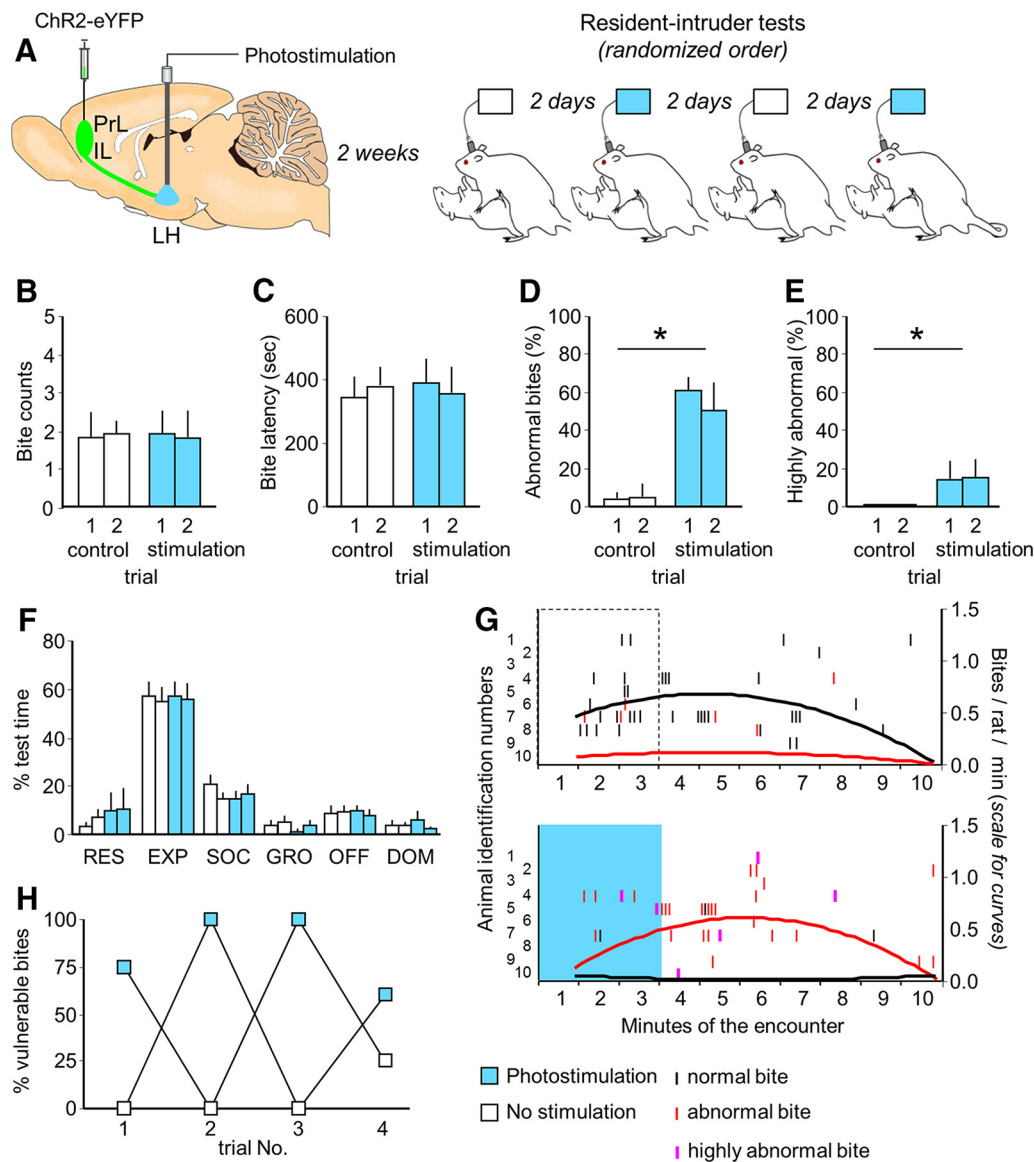 ChR2-eYFP
A
Photostimulation
PrL
IL
LH
2 weeks
Resident-intruder tests
(randomized order)
2 days
2 days
2 days
B
Bite counts
5
4
3
2
1
0
1 2 1 2
control stimulation
trial
C
Bite latency (sec)
600
400
200
0
1 2 1 2
control stimulation
trial
D
Abnormal bites (%)
100
80
60
40
20
0
*
1 2 1 2
control stimulation
trial
E
Highly abnormal (%)
100
80
60
40
20
0
*
1 2 1 2
control stimulation
trial
F
% test time
80
60
40
20
0
RES EXP SOC GRO OFF DOM
G
Animal identification numbers
1
2
3
4
5
6
7
8
9
10
1.5
1.0
0.5
0.0
1 2 3 4 5 6 7 8 9 10
1
2
3
4
5
6
7
9
10
1.5
1.0
0.5
0.0
1 2 3 4 5 6 7 8 9 10
Minutes of the encounter
Bites / rat / min (scale for curves)
H
% vulnerable bites
100
75
50
25
0
1 2 3 4
trial No.
Photostimulation
No stimulation
normal bite
abnormal bite
highly abnormal bite